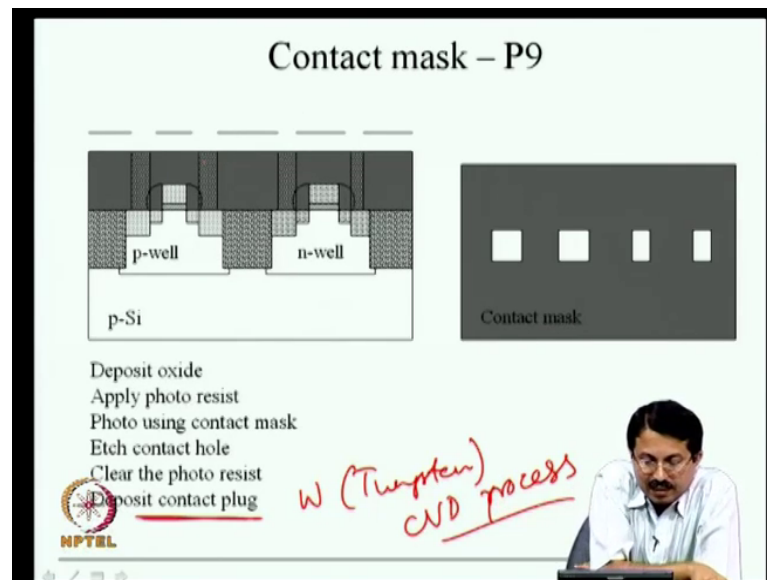 Contact mask – P9
p-well
n-well
p-Si
Contact mask
Deposit oxide
Apply photo resist
Photo using contact mask
Etch contact hole
Clear the photo resist
Deposit contact plug
W (Tungsten)
CVD process
NPTEL